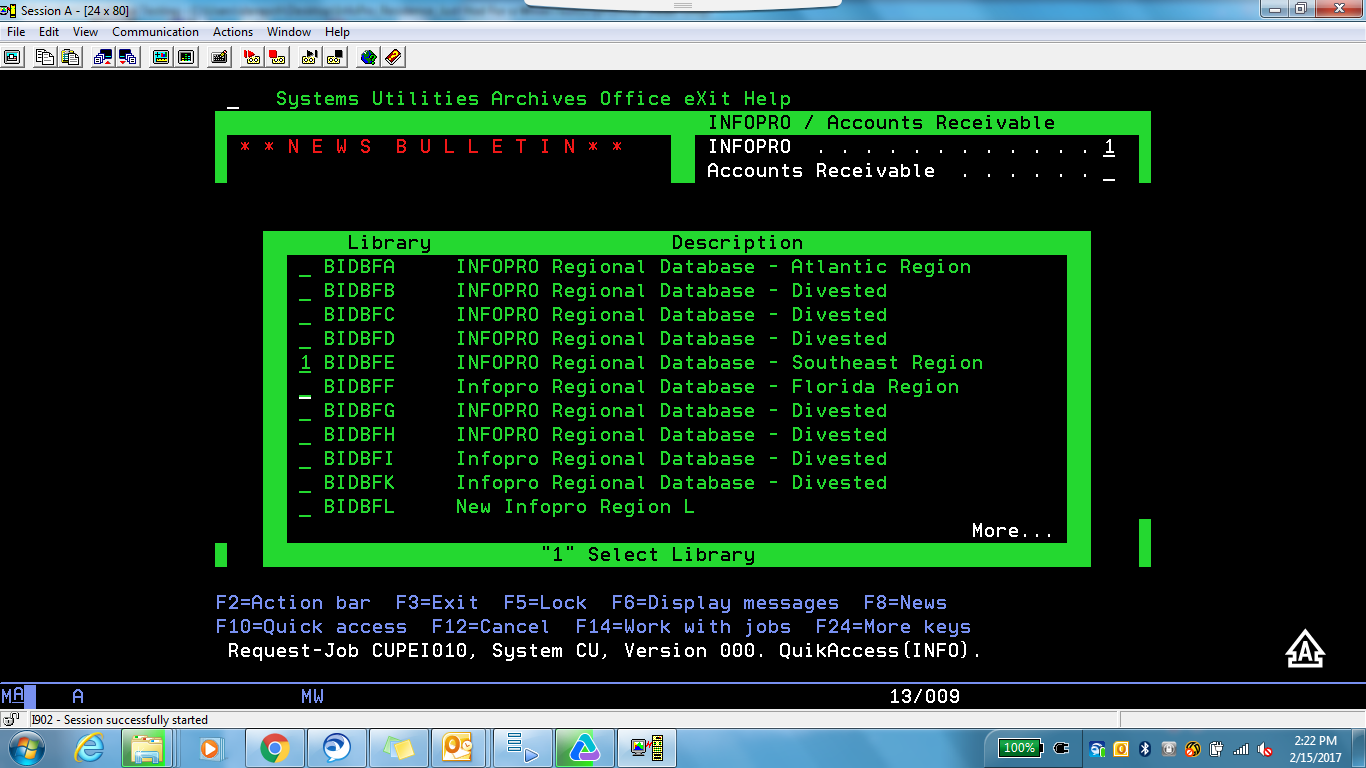 Session A - [24 x 80]
File Edit View Communication Actions Window Help
_ Systems Utilities Archives Office eXit Help
INFOPRO / Accounts Receivable
* * N E W S B U L L E T I N * *
INFOPRO . . . . . . . . . . . . 1
Accounts Receivable . . . . . . _
Library Description
_ BIDBFA INFOPRO Regional Database - Atlantic Region
_ BIDBFB INFOPRO Regional Database - Divested
_ BIDBFC INFOPRO Regional Database - Divested
_ BIDBFD INFOPRO Regional Database - Divested
1 BIDBFE INFOPRO Regional Database - Southeast Region
_ BIDBFF Infopro Regional Database - Florida Region
_ BIDBFG INFOPRO Regional Database - Divested
_ BIDBFH INFOPRO Regional Database - Divested
_ BIDBFI Infopro Regional Database - Divested
_ BIDBFK Infopro Regional Database - Divested
_ BIDBFL New Infopro Region L
More...
"1" Select Library
F2=Action bar F3=Exit F5=Lock F6=Display messages F8=News
F10=Quick access F12=Cancel F14=Work with jobs F24=More keys
Request-Job CUPEIO10, System CU, Version 000. QuikAccess(INFO).
A
MA A MW 13/009
I902 - Session successfully started
100%
2:22 PM
2/15/2017